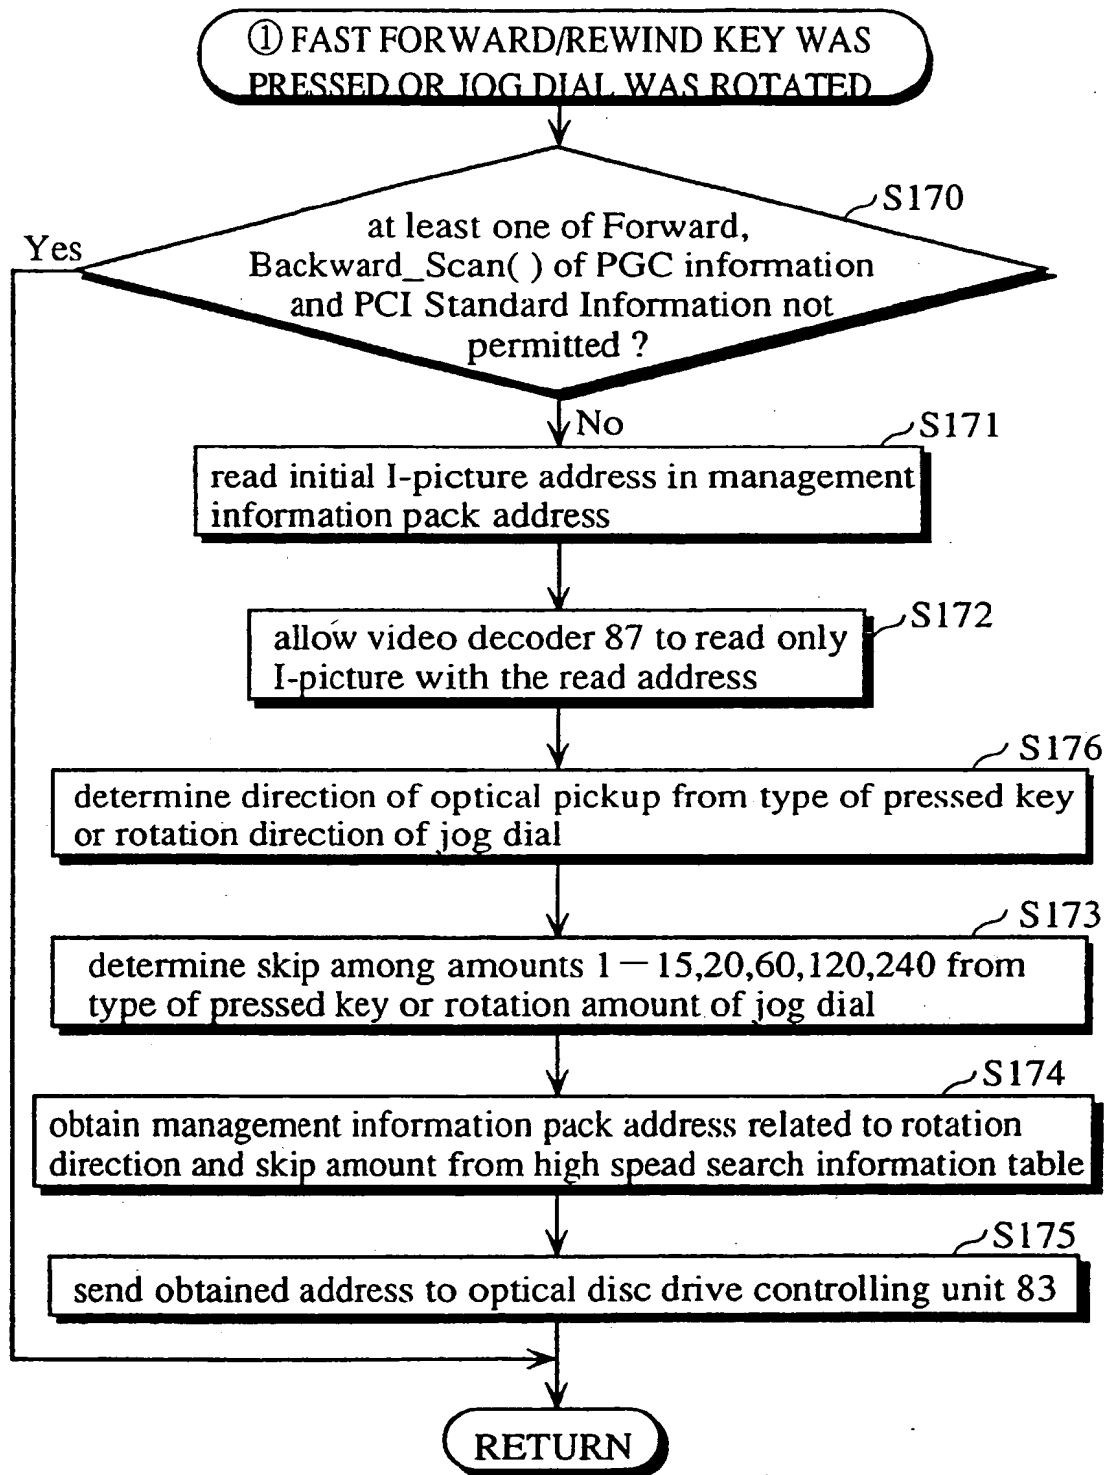 ① FAST FORWARD/REWIND KEY WAS
PRESSED OR JOG DIAL WAS ROTATED
S170
at least one of Forward,
Backward_Scan( ) of PGC information
and PCI Standard Information not
permitted ?
Yes
No
S171
read initial I-picture address in management
information pack address
S172
allow video decoder 87 to read only
I-picture with the read address
S176
determine direction of optical pickup from type of pressed key
or rotation direction of jog dial
S173
determine skip among amounts 1－15,20,60,120,240 from
type of pressed key or rotation amount of jog dial
S174
obtain management information pack address related to rotation
direction and skip amount from high spead search information table
S175
send obtained address to optical disc drive controlling unit 83
RETURN